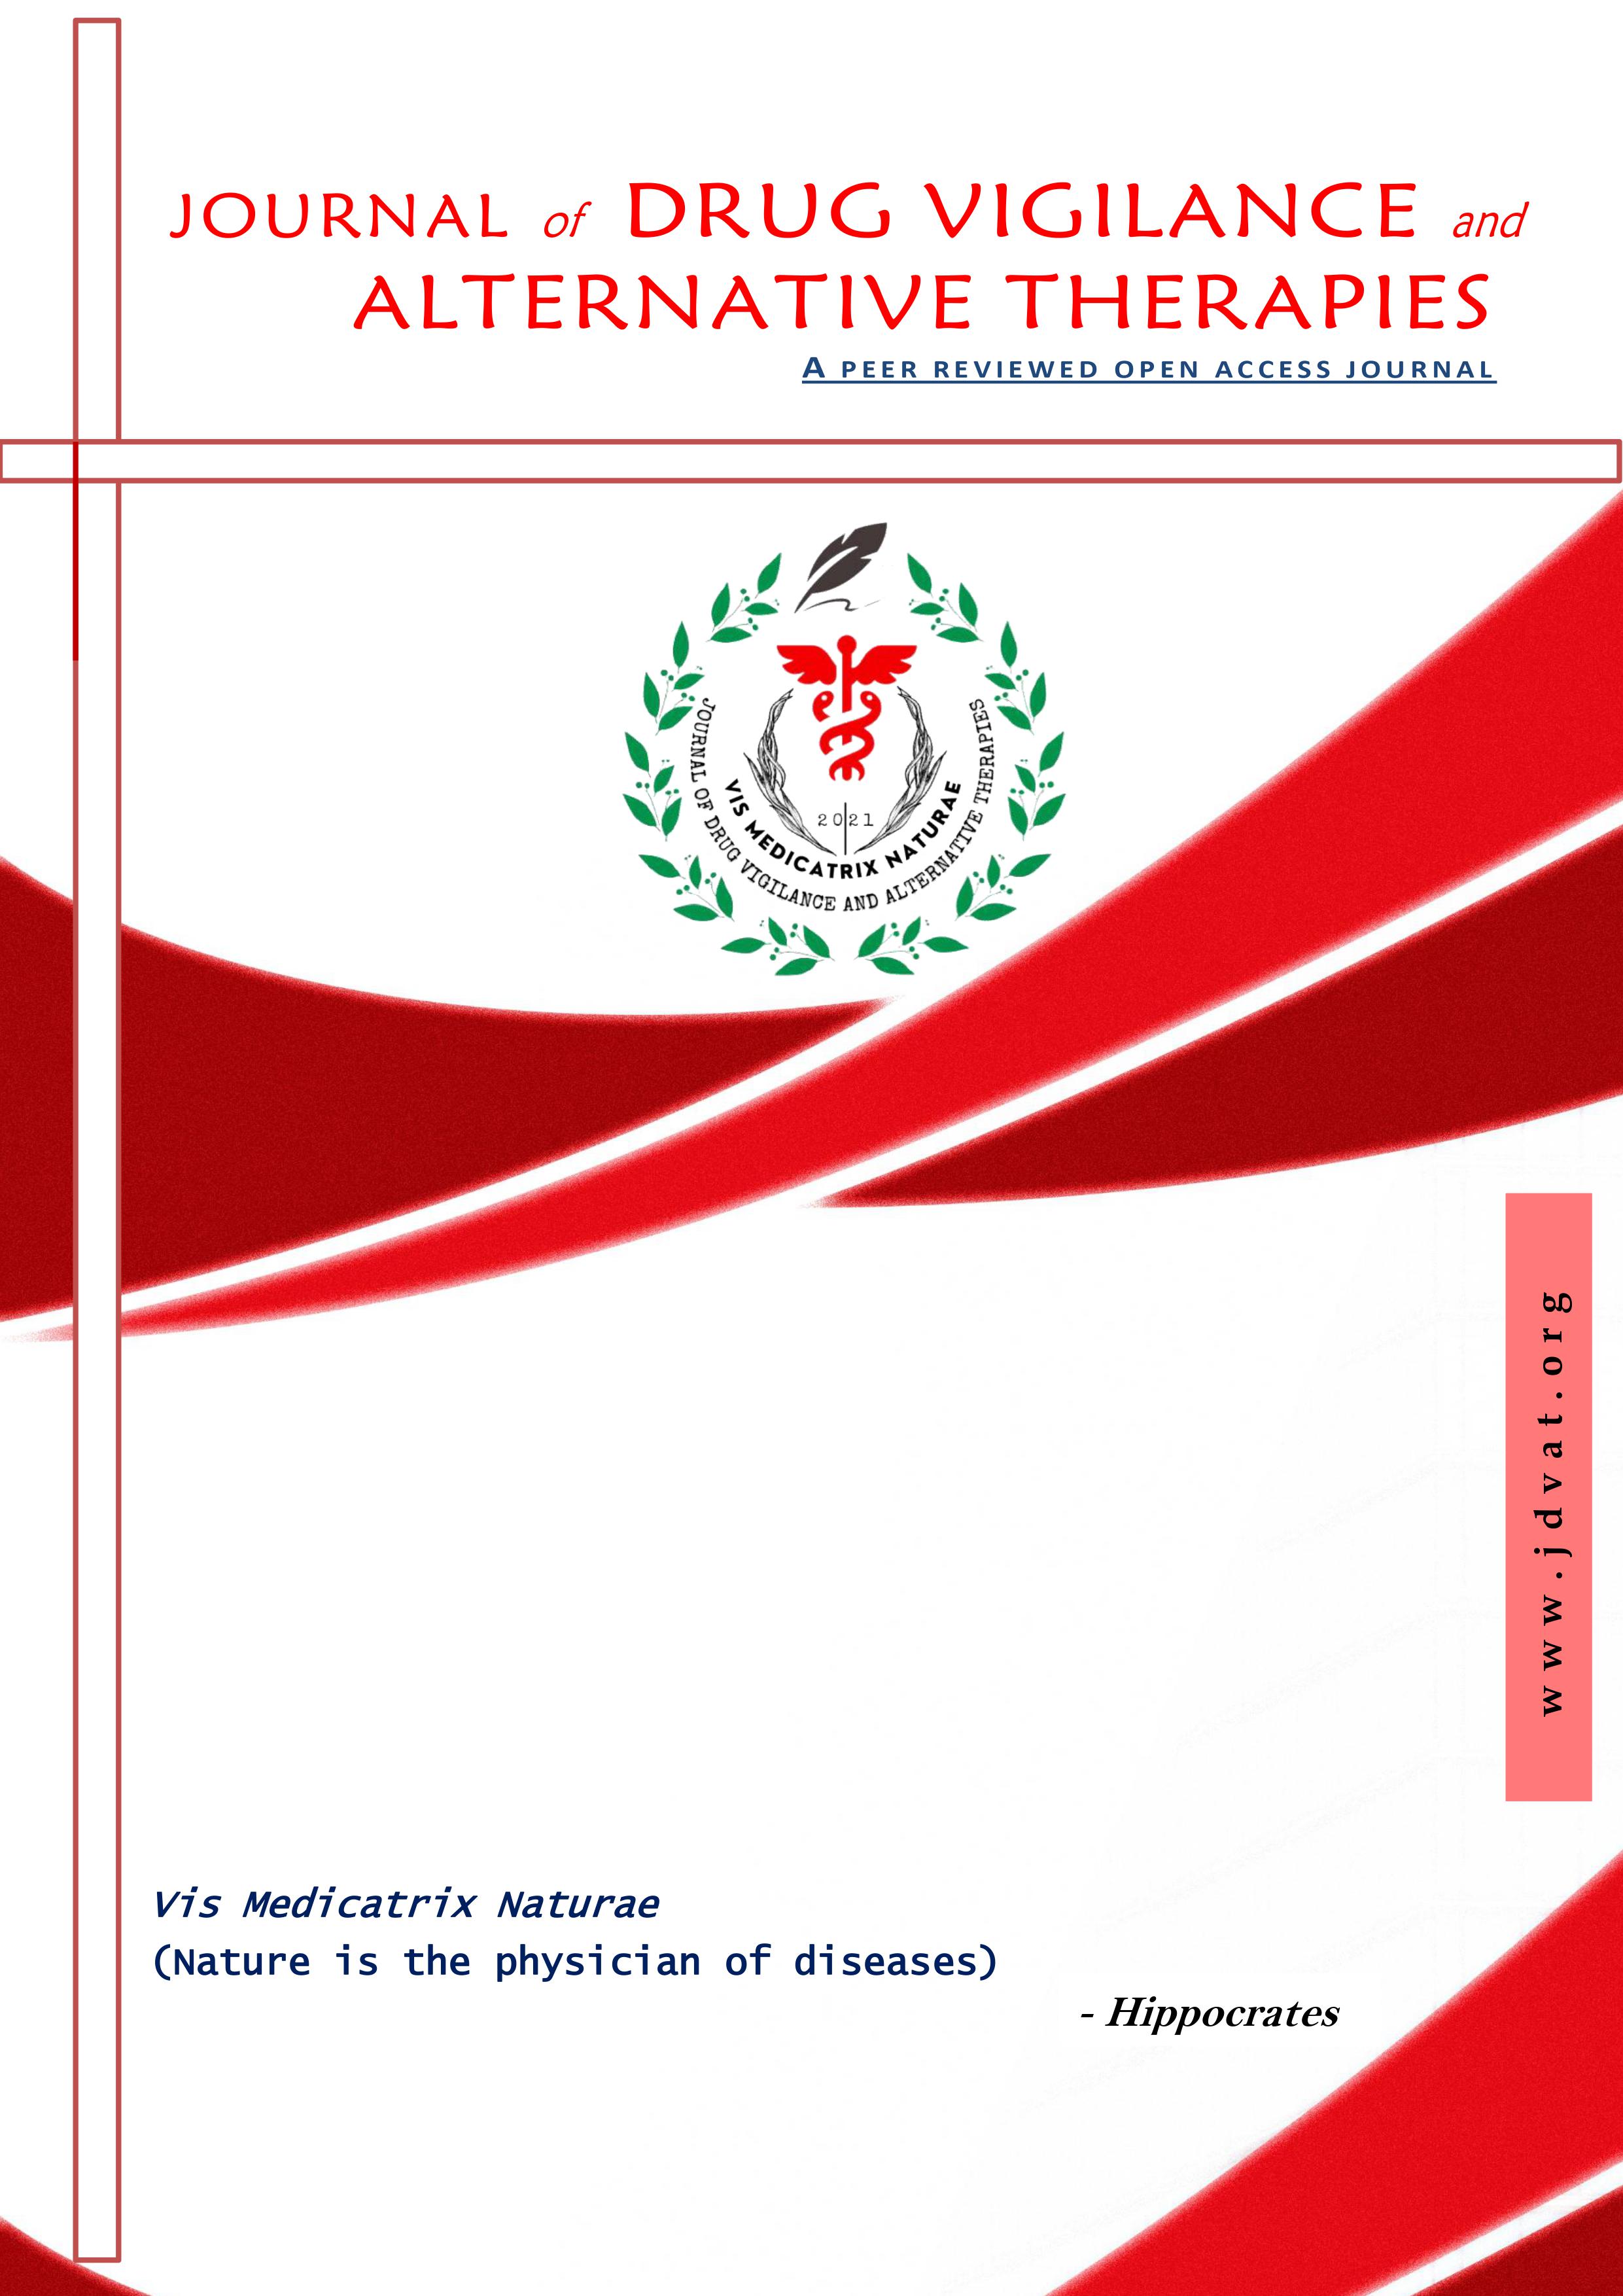 JOURNAL of DRUG VIGILANCE and
ALTERNATIVE THERAPIES
A PEER REVIEWED OPEN ACCESS JOURNAL
2021
VIS MEDICATRIX NATURAE
JOURNAL OF DRUG VIGILANCE AND ALTERNATIVE THERAPIES
www.jdvat.org
Vis Medicatrix Naturae
(Nature is the physician of diseases)
- Hippocrates